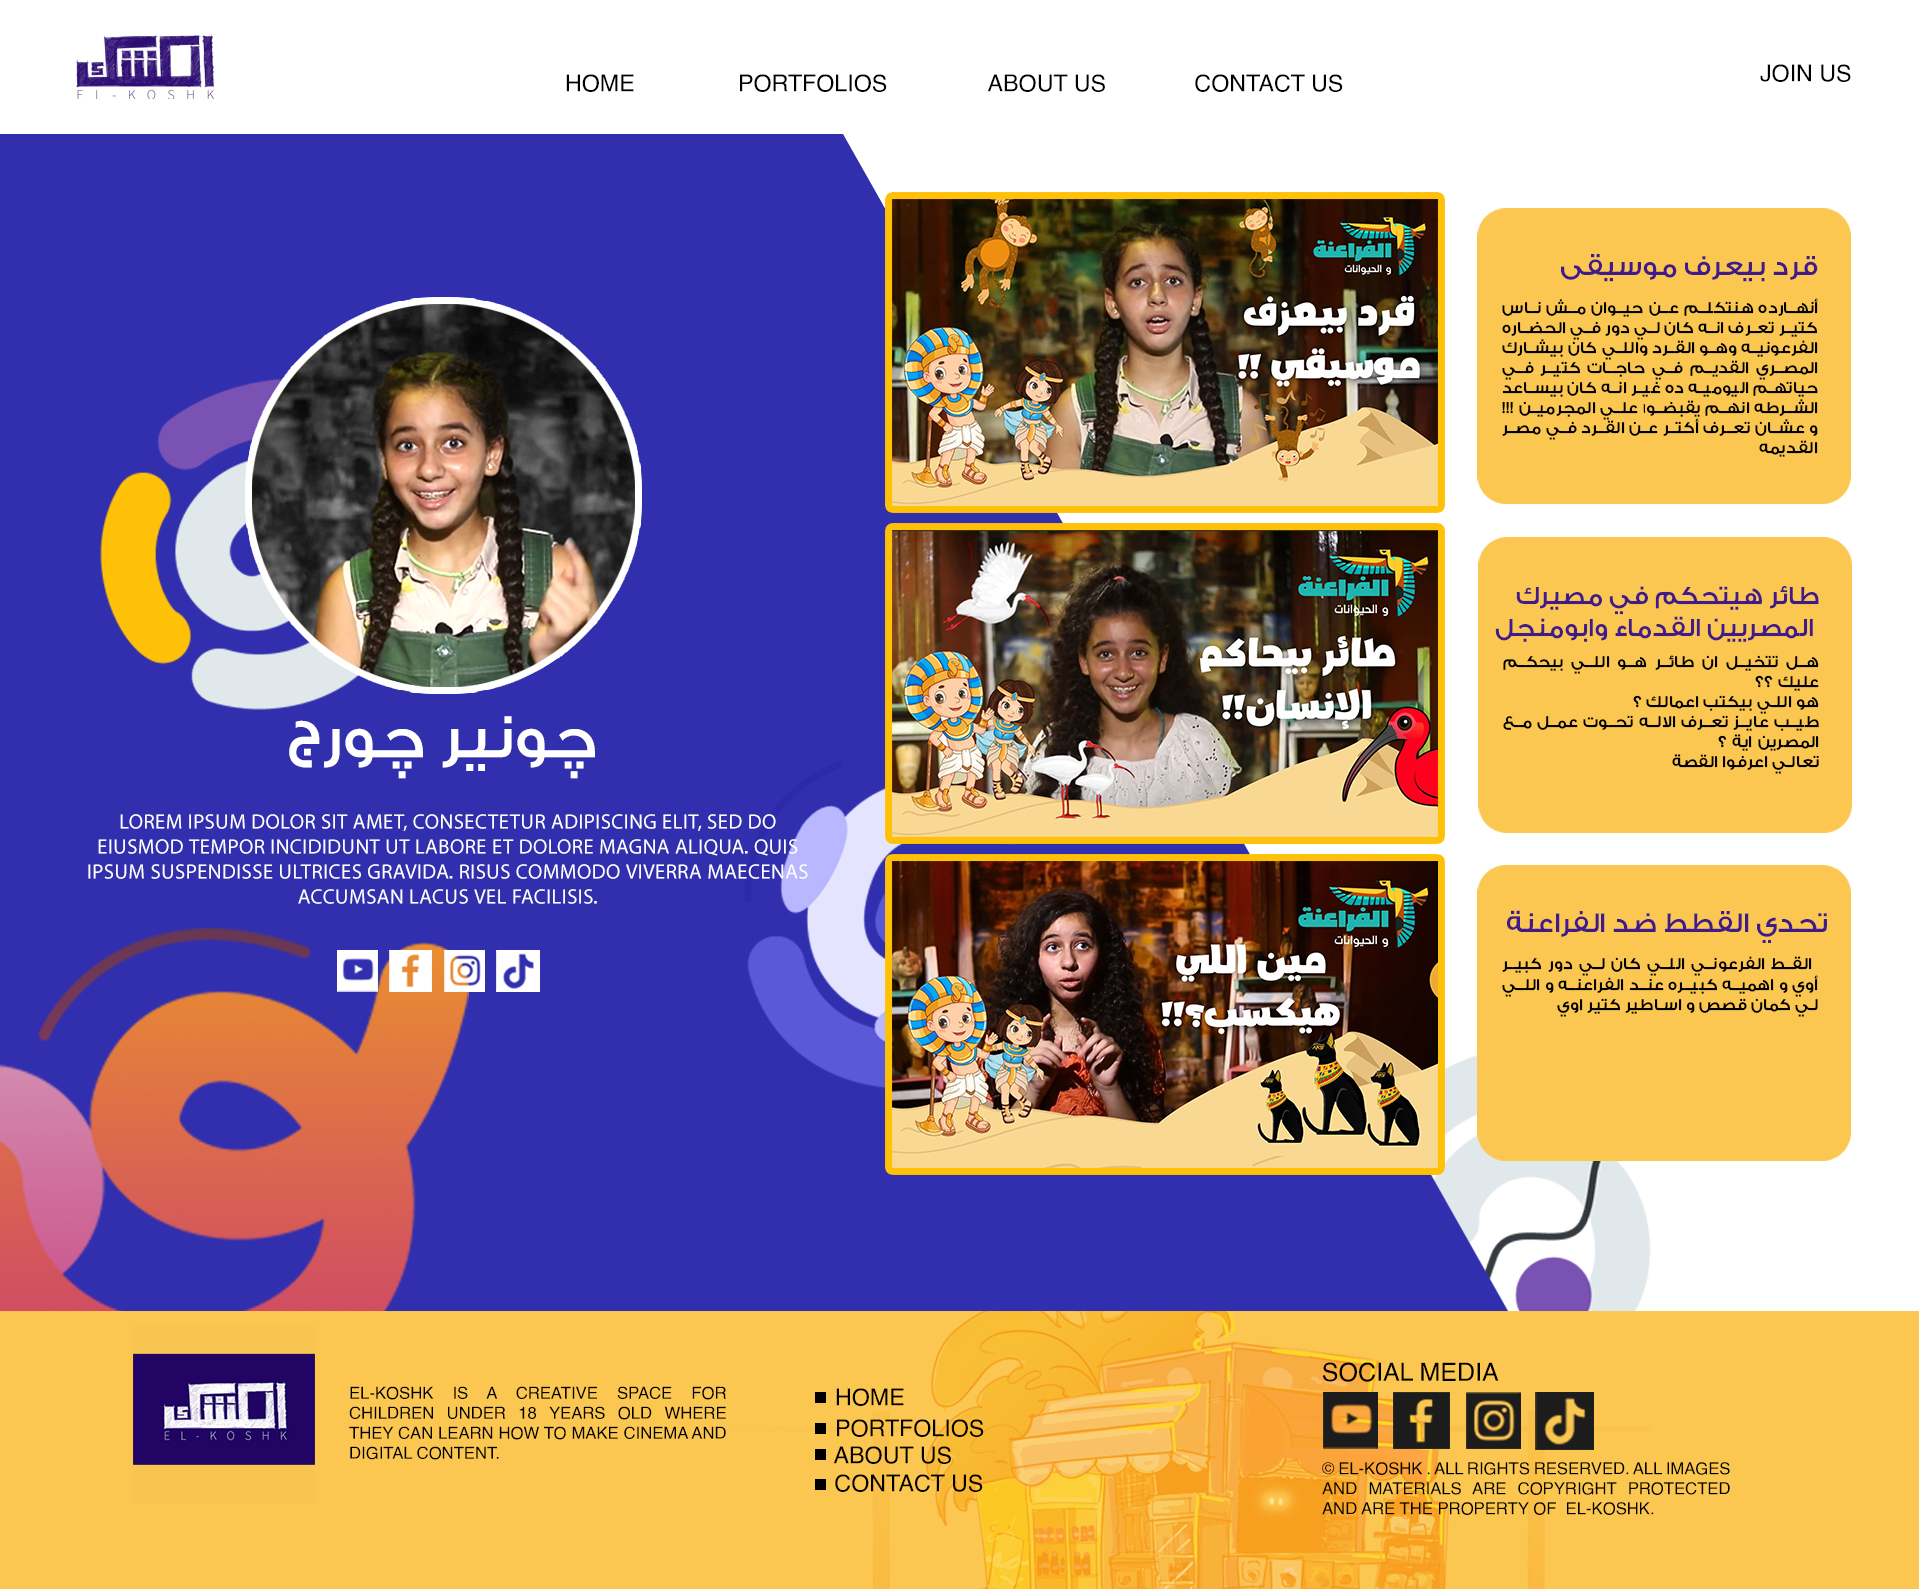 الكشك
EL-KOSHK
HOME
PORTFOLIOS
ABOUT US
CONTACT US
JOIN US
چونير چورج
LOREM IPSUM DOLOR SIT AMET, CONSECTETUR ADIPISCING ELIT, SED DO
EIUSMOD TEMPOR INCIDIDUNT UT LABORE ET DOLORE MAGNA ALIQUA. QUIS
IPSUM SUSPENDISSE ULTRICES GRAVIDA. RISUS COMMODO VIVERRA MAECENAS
ACCUMSAN LACUS VEL FACILISIS.
الفراعنة
و الحيوانات
قرد بيعزف
موسيقي !!
قرد بيعرف موسيقى
أنهارده هنتكلم عن حيوان مش ناس
كتير تعرف انه كان لي دور في الحضاره
الفرعونيه وهو القرد واللي كان بيشارك
المصري القديم في حاجات كتير في
حياتهم اليوميه ده غير انه كان بيساعد
الشرطه انهم يقبضوا علي المجرمين !!!
و عشان تعرف أكتر عن القرد في مصر
القديمه
الفراعنة
و الحيوانات
طائر بيحاكم
الإنسان!!
طائر هيتحكم في مصيرك
المصريين القدماء وابومنجل
هل تتخيل ان طائر هو اللي بيحكم
عليك ؟؟
هو اللي بيكتب اعمالك ؟
طيب عايز تعرف الاله تحوت عمل مع
المصرين اية ؟
تعالي اعرفوا القصة
الفراعنة
و الحيوانات
مين اللي
هيكسب؟!!
تحدي القطط ضد الفراعنة
القط الفرعوني اللي كان لي دور كبير
أوي و اهميه كبيره عند الفراعنه و اللي
لي كمان قصص و اساطير كتير اوي
الكشك
EL-KOSHK
EL-KOSHK IS A CREATIVE SPACE FOR
CHILDREN UNDER 18 YEARS OLD WHERE
THEY CAN LEARN HOW TO MAKE CINEMA AND
DIGITAL CONTENT.
HOME
PORTFOLIOS
ABOUT US
CONTACT US
SOCIAL MEDIA
© EL-KOSHK . ALL RIGHTS RESERVED. ALL IMAGES
AND MATERIALS ARE COPYRIGHT PROTECTED
AND ARE THE PROPERTY OF EL-KOSHK.